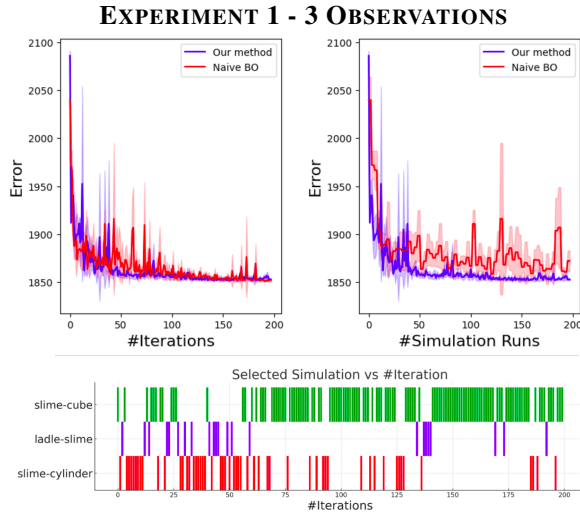 EXPERIMENT 1 - 3 OBSERVATIONS
2100
2050
2000
1950
1900
1850
Error
Our method
Naive BO
0 50 100 150 200
#Iterations
2100
2050
2000
1950
1900
1850
Error
Our method
Naive BO
0 50 100 150 200
#Simulation Runs
Selected Simulation vs #Iteration
slime-cube
ladle-slime
slime-cylinder
0 25 50 75 100 125 150 175 200
#Iterations